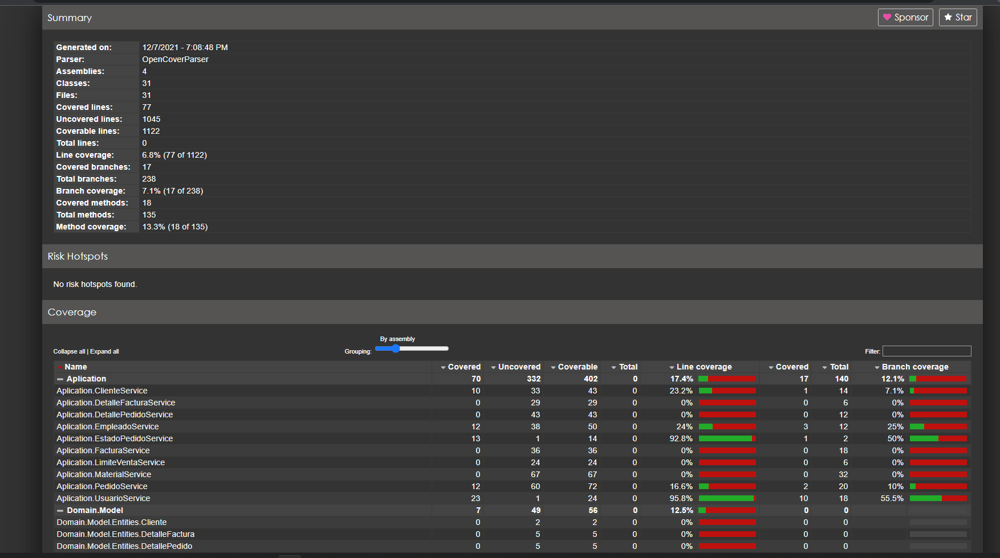 Summary Sponsor Star
Generated on: 12/7/2021 - 7:08:48 PM
Parser: OpenCoverParser
Assemblies: 4
Classes: 31
Files: 31
Covered lines: 77
Uncovered lines: 1045
Coverable lines: 1122
Total lines: 0
Line coverage: 6.8% (77 of 1122)
Covered branches: 17
Total branches: 238
Branch coverage: 7.1% (17 of 238)
Covered methods: 18
Total methods: 135
Method coverage: 13.3% (18 of 135)
Risk Hotspots
No risk hotspots found.
Coverage
By assembly
Collapse all | Expand all Grouping: Filter:
Name Covered Uncovered Coverable Total Line coverage Covered Total Branch coverage
Aplication 70 332 402 0 17.4% 17 140 12.1%
Aplication.ClienteService 10 33 43 0 23.2% 1 14 7.1%
Aplication.DetalleFacturaService 0 29 29 0 0% 0 6 0%
Aplication.DetallePedidoService 0 43 43 0 0% 0 12 0%
Aplication.EmpleadoService 12 38 50 0 24% 3 12 25%
Aplication.EstadoPedidoService 13 1 14 0 92.8% 1 2 50%
Aplication.FacturaService 0 36 36 0 0% 0 18 0%
Aplication.LimiteVentaService 0 24 24 0 0% 0 6 0%
Aplication.MaterialService 0 67 67 0 0% 0 32 0%
Aplication.PedidoService 12 60 72 0 16.6% 2 20 10%
Aplication.UsuarioService 23 1 24 0 95.8% 10 18 55.5%
Domain.Model 7 49 56 0 12.5% 0 0
Domain.Model.Entities.Cliente 0 2 2 0 0% 0 0
Domain.Model.Entities.DetalleFactura 0 5 5 0 0% 0 0
Domain.Model.Entities.DetallePedido 0 5 5 0 0% 0 0